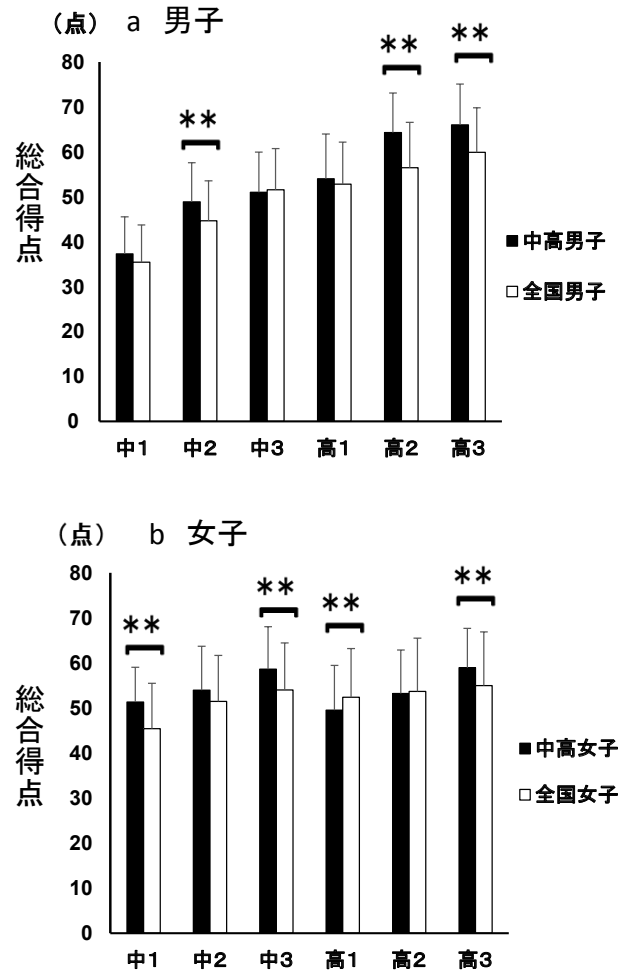 （点） a 男子
80
70
60
50
40
30
20
10
0
総合得点
**
**
**
中1 中2 中3 高1 高2 高3
■中高男子
□全国男子
（点） b 女子
80
70
60
50
40
30
20
10
0
総合得点
**
**
**
**
中1 中2 中3 高1 高2 高3
■中高女子
□全国女子